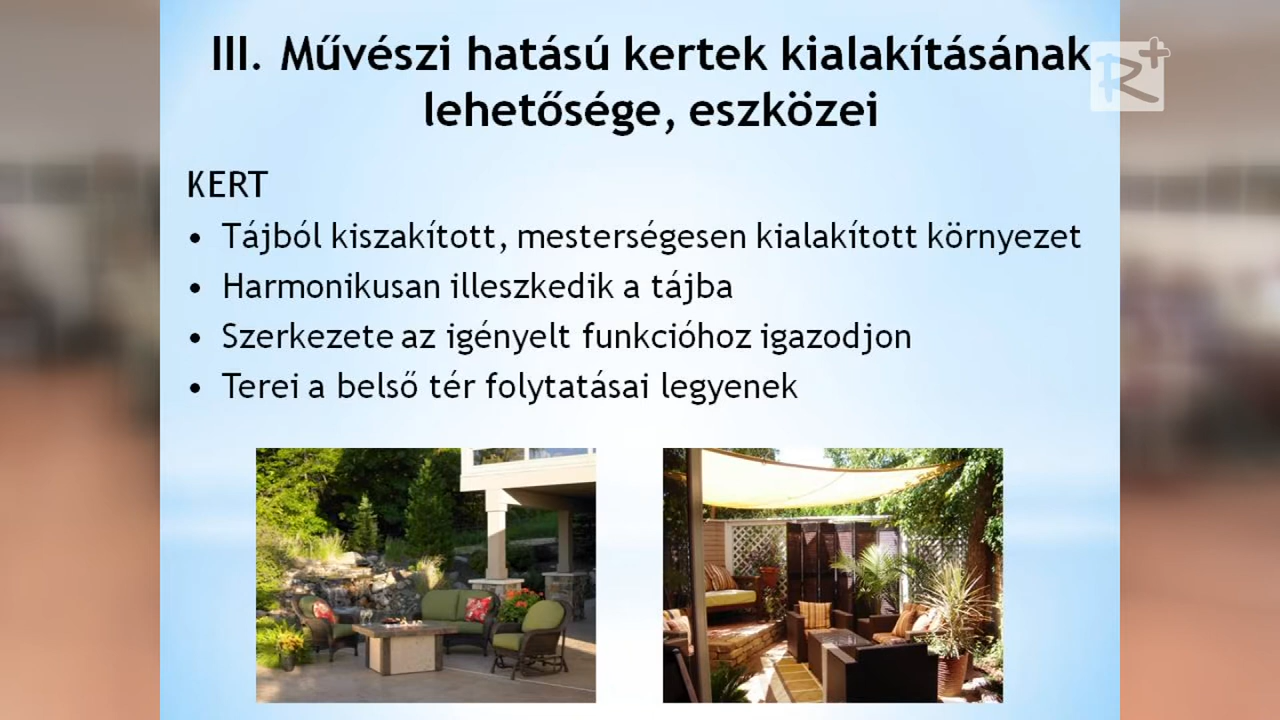 III. Művészi hatású kertek kialakításának
lehetősége, eszközei
R+
KERT
• Tájból kiszakított, mesterségesen kialakított környezet
• Harmonikusan illeszkedik a tájba
• Szerkezete az igényelt funkcióhoz igazodjon
• Terei a belső tér folytatásai legyenek